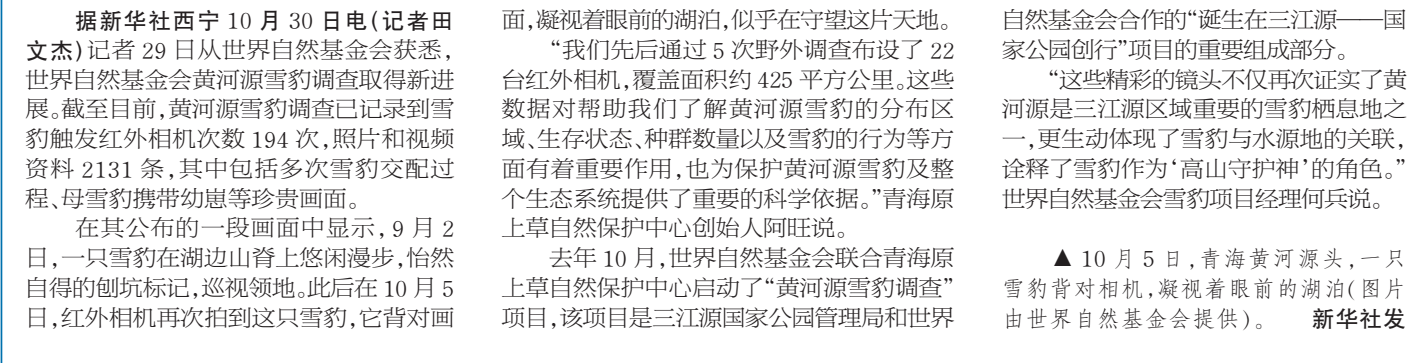 据新华社西宁 10 月 30 日电(记者田
文杰)记者 29 日从世界自然基金会获悉,
世界自然基金会黄河源雪豹调查取得新进
展。截至目前,黄河源雪豹调查已记录到雪
豹触发红外相机次数 194 次,照片和视频
资料 2131 条,其中包括多次雪豹交配过
程、母雪豹携带幼崽等珍贵画面。
在其公布的一段画面中显示,9 月 2
日,一只雪豹在湖边山脊上悠闲漫步,怡然
自得的刨坑标记,巡视领地。此后在 10 月 5
日,红外相机再次拍到这只雪豹,它背对画
面,凝视着眼前的湖泊,似乎在守望这片天地。
“我们先后通过 5 次野外调查布设了 22
台红外相机,覆盖面积约 425 平方公里。这些
数据对帮助我们了解黄河源雪豹的分布区
域、生存状态、种群数量以及雪豹的行为等方
面有着重要作用,也为保护黄河源雪豹及整
个生态系统提供了重要的科学依据。”青海原
上草自然保护中心创始人阿旺说。
去年 10 月,世界自然基金会联合青海原
上草自然保护中心启动了“黄河源雪豹调查”
项目,该项目是三江源国家公园管理局和世界
自然基金会合作的“诞生在三江源——国
家公园创行”项目的重要组成部分。
“这些精彩的镜头不仅再次证实了黄
河源是三江源区域重要的雪豹栖息地之
一,更生动体现了雪豹与水源地的关联,
诠释了雪豹作为‘高山守护神’的角色。”
世界自然基金会雪豹项目经理何兵说。
▲ 10 月 5 日,青海黄河源头,一只
雪豹背对相机,凝视着眼前的湖泊(图片
由世界自然基金会提供)。 新华社发